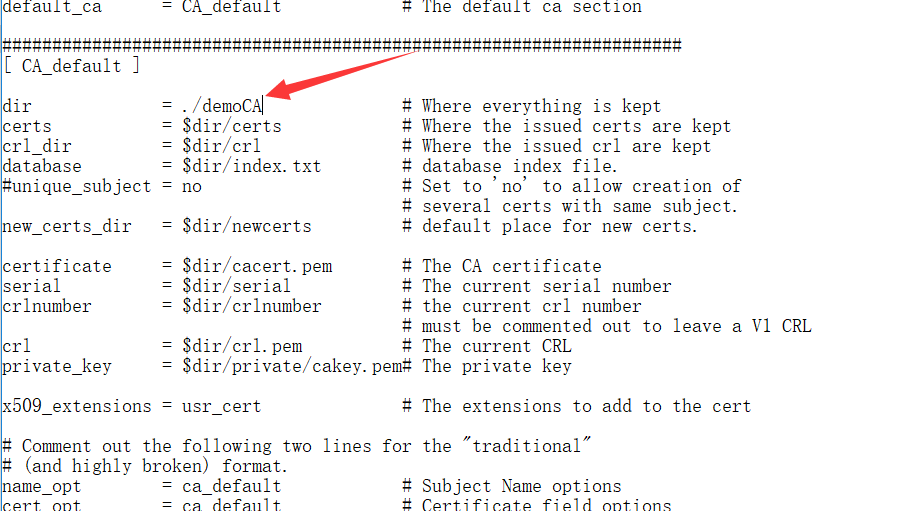 default_ca      = CA_default            # The default ca section
####################################################################
[ CA_default ]
dir             = ./demoCA              # Where everything is kept
certs           = $dir/certs            # Where the issued certs are kept
crl_dir         = $dir/crl              # Where the issued crl are kept
database        = $dir/index.txt        # database index file.
#unique_subject = no                    # Set to 'no' to allow creation of
                                        # several certs with same subject.
new_certs_dir   = $dir/newcerts         # default place for new certs.
certificate     = $dir/cacert.pem       # The CA certificate
serial          = $dir/serial           # The current serial number
crlnumber       = $dir/crlnumber        # the current crl number
                                        # must be commented out to leave a V1 CRL
crl             = $dir/crl.pem          # The current CRL
private_key     = $dir/private/cakey.pem# The private key
x509_extensions = usr_cert              # The extensions to add to the cert
# Comment out the following two lines for the "traditional"
# (and highly broken) format.
name_opt        = ca_default            # Subject Name options
cert_opt        = ca_default            # Certificate field options